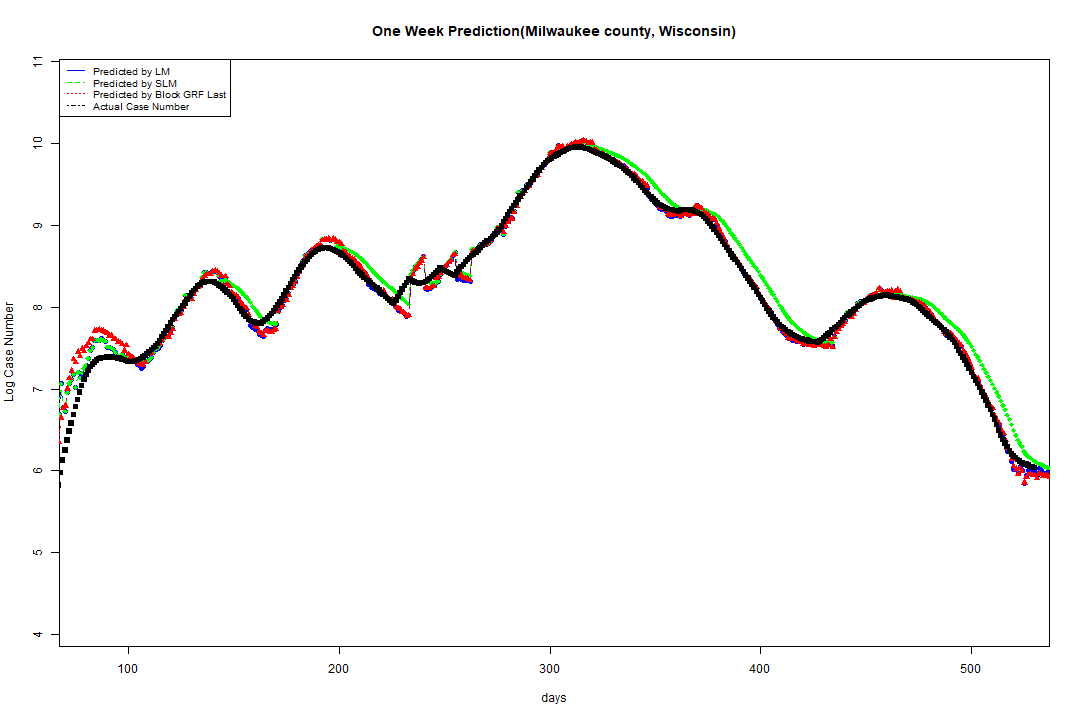 One Week Prediction(Milwaukee county, Wisconsin)
Predicted by LM
Predicted by SLM
Predicted by Block GRF Last
Actual Case Number
11
10
9
8
7
6
5
4
Log Case Number
100 200 300 400 500
days